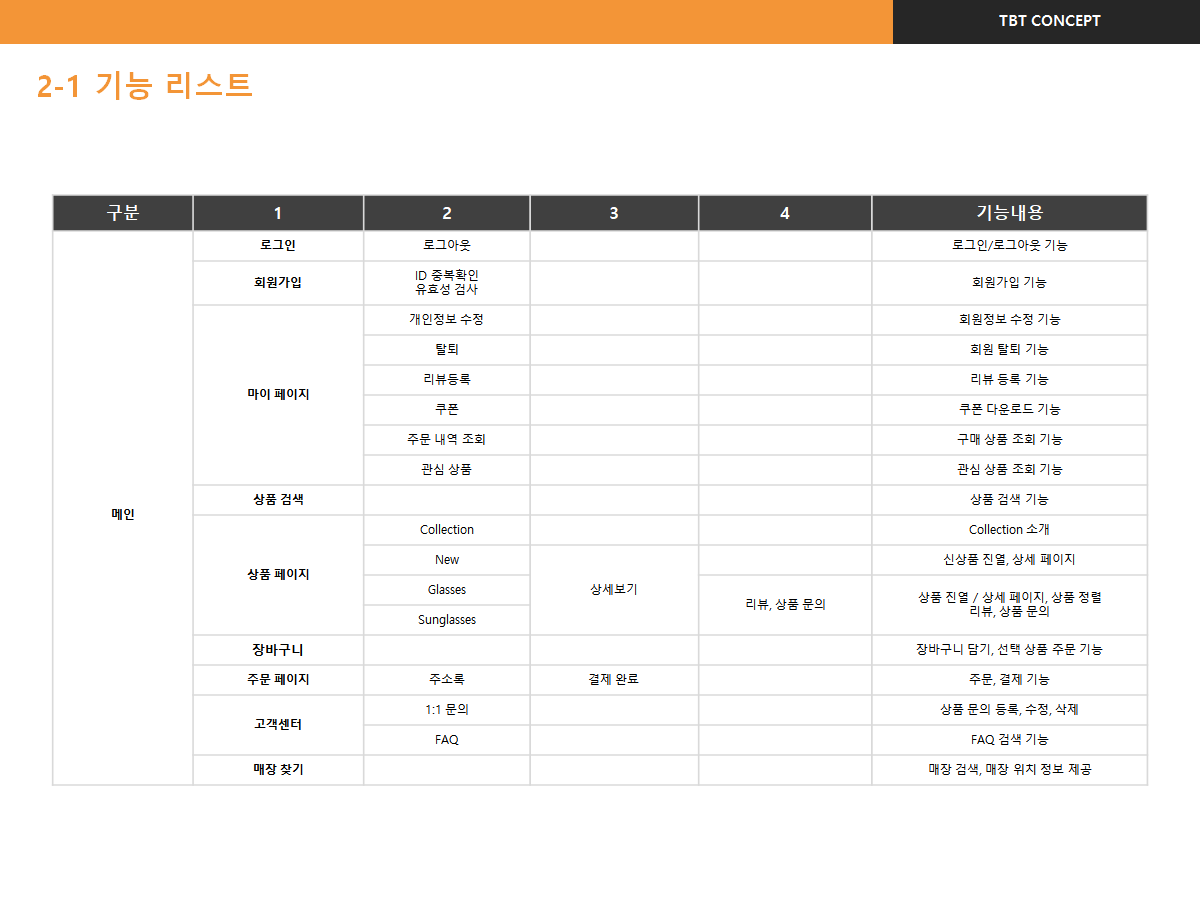 TBT CONCEPT
2-1 기능 리스트
구분 1 2 3 4 기능내용
메인
로그인 로그아웃 로그인/로그아웃 기능
회원가입 ID 중복확인
유효성 검사 회원가입 기능
마이 페이지
개인정보 수정 회원정보 수정 기능
탈퇴 회원 탈퇴 기능
리뷰등록 리뷰 등록 기능
쿠폰 쿠폰 다운로드 기능
주문 내역 조회 구매 상품 조회 기능
관심 상품 관심 상품 조회 기능
상품 검색 상품 검색 기능
상품 페이지
Collection Collection 소개
New 신상품 진열, 상세 페이지
Glasses 상세보기
리뷰, 상품 문의
상품 진열 / 상세 페이지, 상품 정렬
리뷰, 상품 문의
Sunglasses
장바구니 장바구니 담기, 선택 상품 주문 기능
주문 페이지 주소록 결제 완료 주문, 결제 기능
고객센터
1:1 문의 상품 문의 등록, 수정, 삭제
FAQ FAQ 검색 기능
매장 찾기 매장 검색, 매장 위치 정보 제공